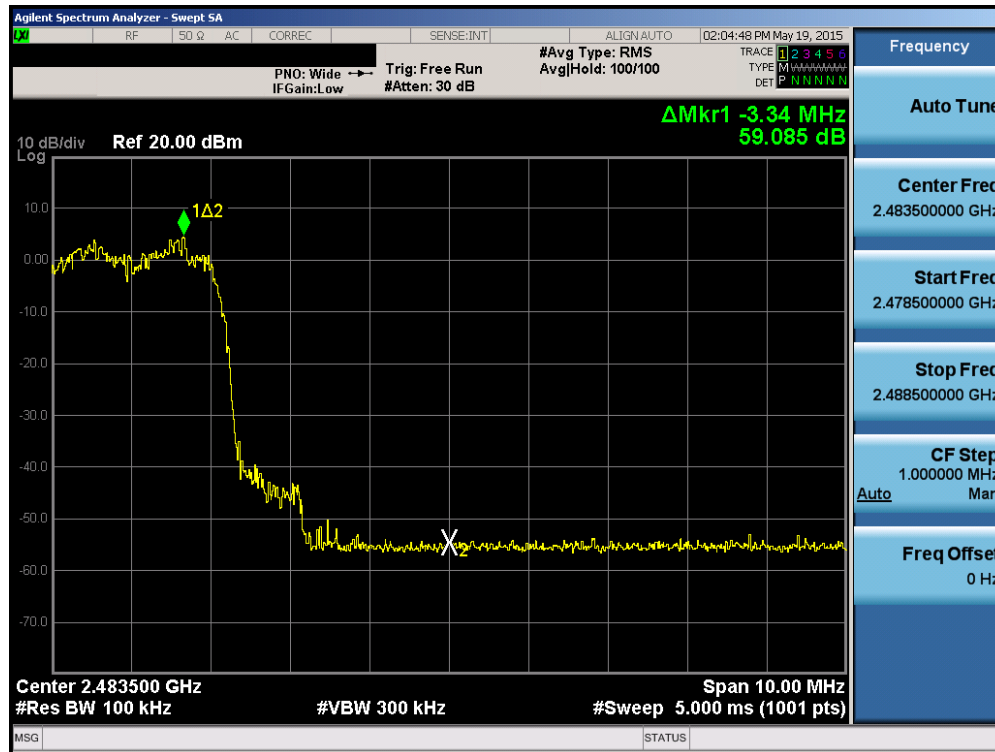 Agilent Spectrum Analyzer - Swept SA
LXI RF 50 Ω AC CORREC SENSE:INT ALIGN AUTO 02:04:48 PM May 19, 2015
PNO: Wide
IFGain:Low
Trig: Free Run
#Atten: 30 dB
#Avg Type: RMS
Avg|Hold: 100/100
TRACE 1 2 3 4 5 6
TYPE M
DET P N N N N N
ΔMkr1 -3.34 MHz
59.085 dB
10 dB/div Ref 20.00 dBm
Log
1Δ2
10.0
0.00
-10.0
-20.0
-30.0
-40.0
-50.0
-60.0
-70.0
2
Center 2.483500 GHz Span 10.00 MHz
#Res BW 100 kHz #VBW 300 kHz #Sweep 5.000 ms (1001 pts)
MSG STATUS
Frequency
Auto Tune
Center Freq
2.483500000 GHz
Start Freq
2.478500000 GHz
Stop Freq
2.488500000 GHz
CF Step
1.000000 MHz
Auto Man
Freq Offset
0 Hz